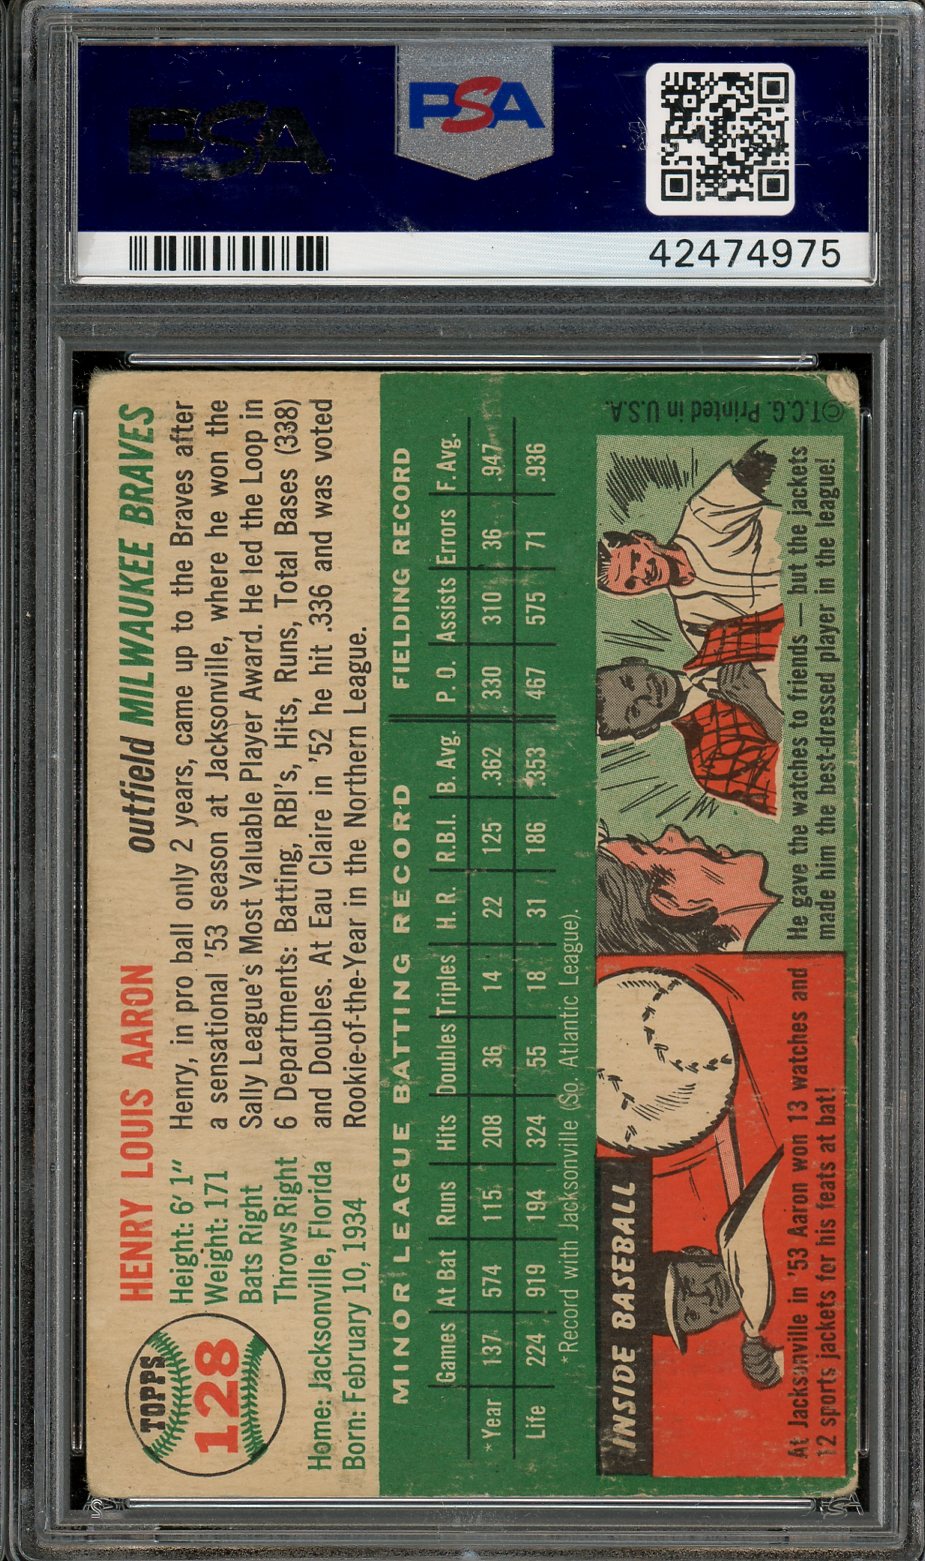 PSA
PSA
42474975
TOPPS
128
HENRY LOUIS AARON
outfield MILWAUKEE BRAVES
Height: 6' 1"
Weight: 171
Bats Right
Throws Right
Home: Jacksonville, Florida
Born: February 10, 1934
Henry, in pro ball only 2 years, came up to the Braves after
a sensational '53 season at Jacksonville, where he won the
Sally League's Most Valuable Player Award. He led the Loop in
6 Departments: Batting, RBI's, Hits, Runs, Total Bases (338)
and Doubles. At Eau Claire in '52 he hit .336 and was voted
Rookie-of-the-Year in the Northern League.
MINOR LEAGUE BATTING RECORD FIELDING RECORD
Games At Bat Runs Hits Doubles Triples H. R. R.B.I. B. Avg. P. O. Assists Errors F. Avg.
*Year 137 574 115 208 36 14 22 125 .362 330 310 36 .947
Life 224 919 194 324 55 18 31 186 .353 467 575 71 .936
*Record with Jacksonville (So. Atlantic League).
INSIDE BASEBALL
At Jacksonville in '53 Aaron won 13 watches and
12 sports jackets for his feats at bat!
He gave the watches to friends — but the jackets
made him the best-dressed player in the league!
©T.C.G. Printed in U.S.A.